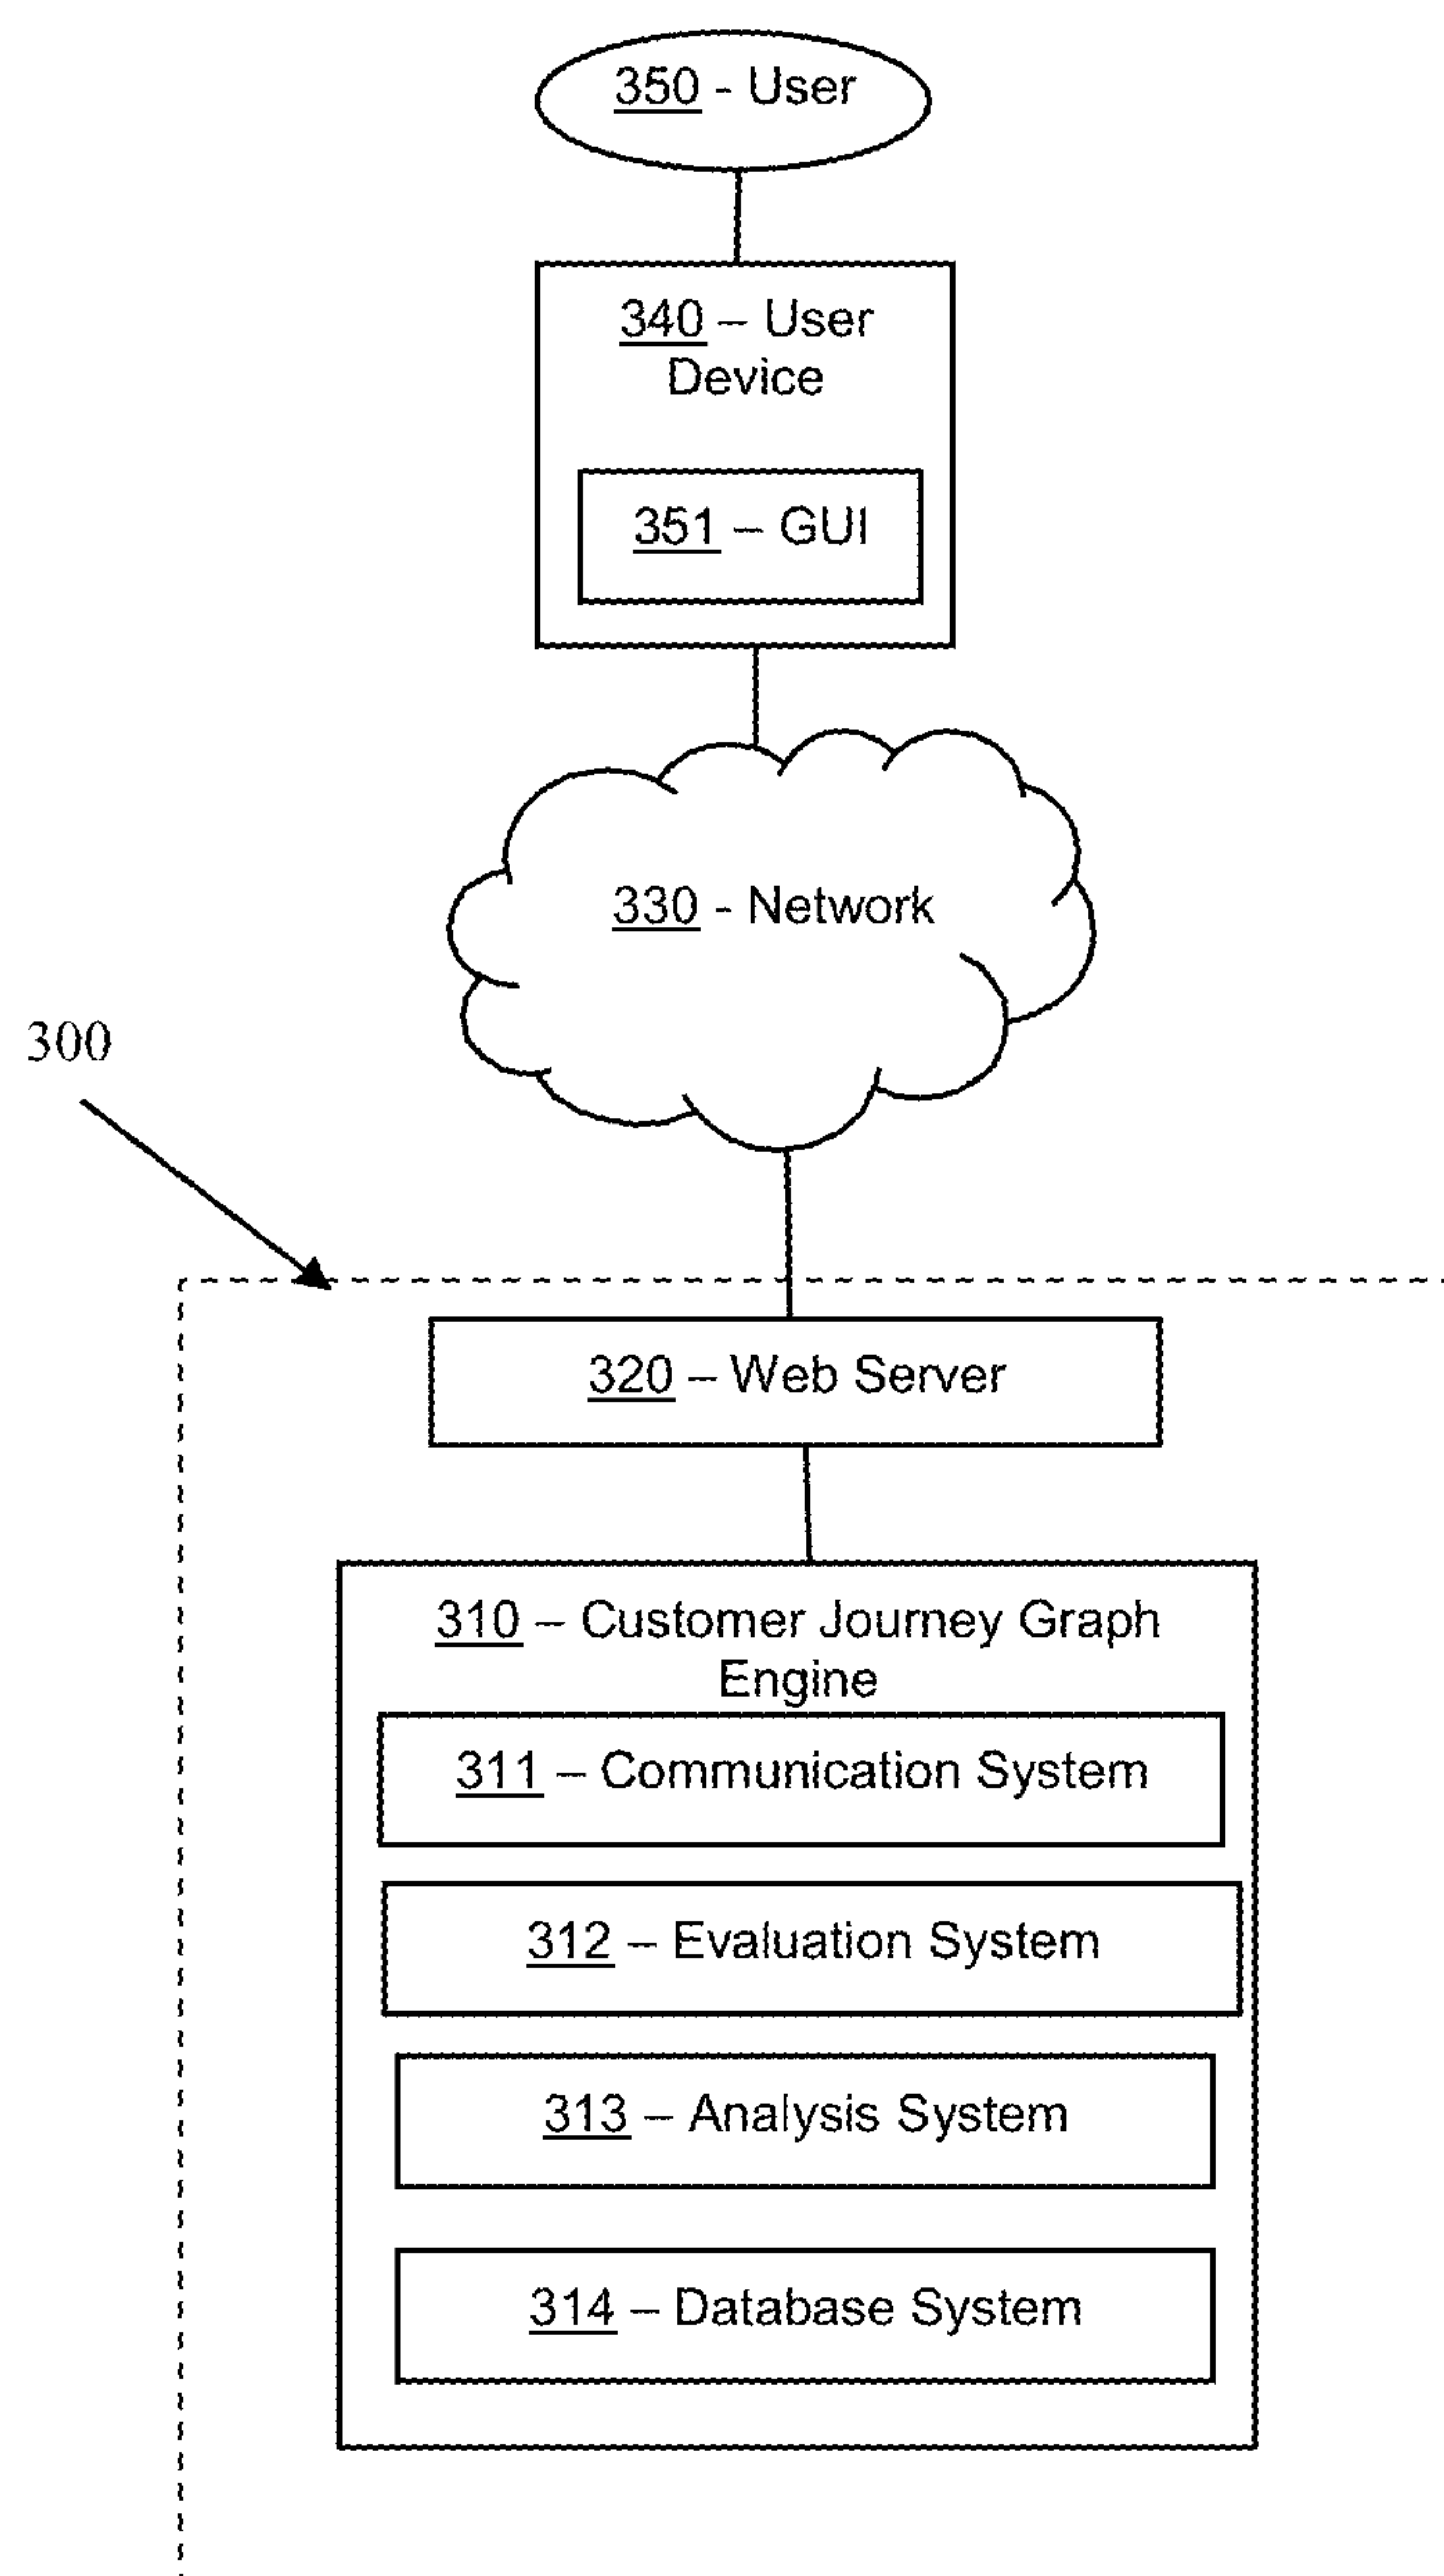 350 - User
340 – User
Device
351 – GUI
330 - Network
300
320 – Web Server
310 – Customer Journey Graph
Engine
311 – Communication System
312 – Evaluation System
313 – Analysis System
314 – Database System